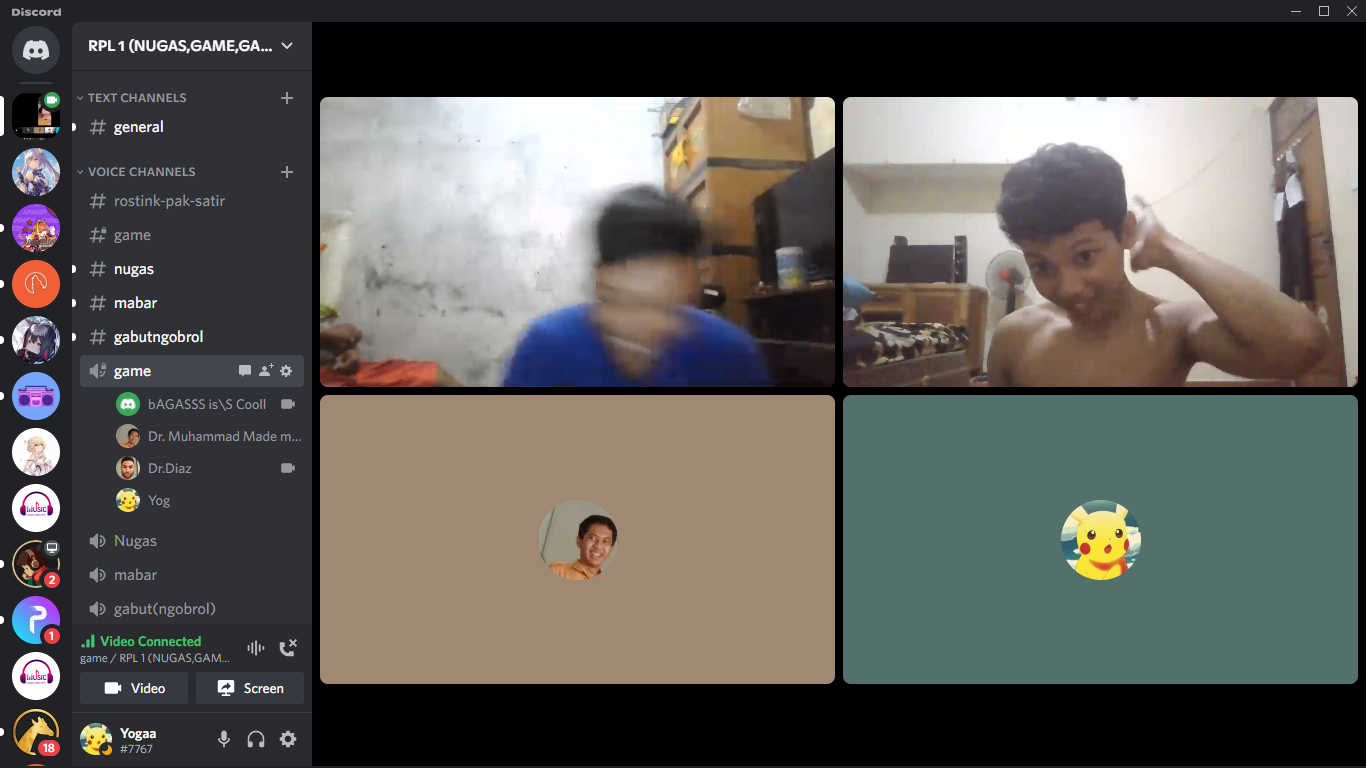 Discord
RPL 1 (NUGAS,GAME,GA...
TEXT CHANNELS
general
VOICE CHANNELS
rostink-pak-satir
game
nugas
mabar
gabutngobrol
game
bAGASSS is\S Cooll
Dr. Muhammad Made m...
Dr.Diaz
Yog
Nugas
mabar
gabut(ngobrol)
Video Connected
game / RPL 1 (NUGAS,GAM...
Video
Screen
Yogaa
#7767
MUSIC
2
1
MUSIC
18